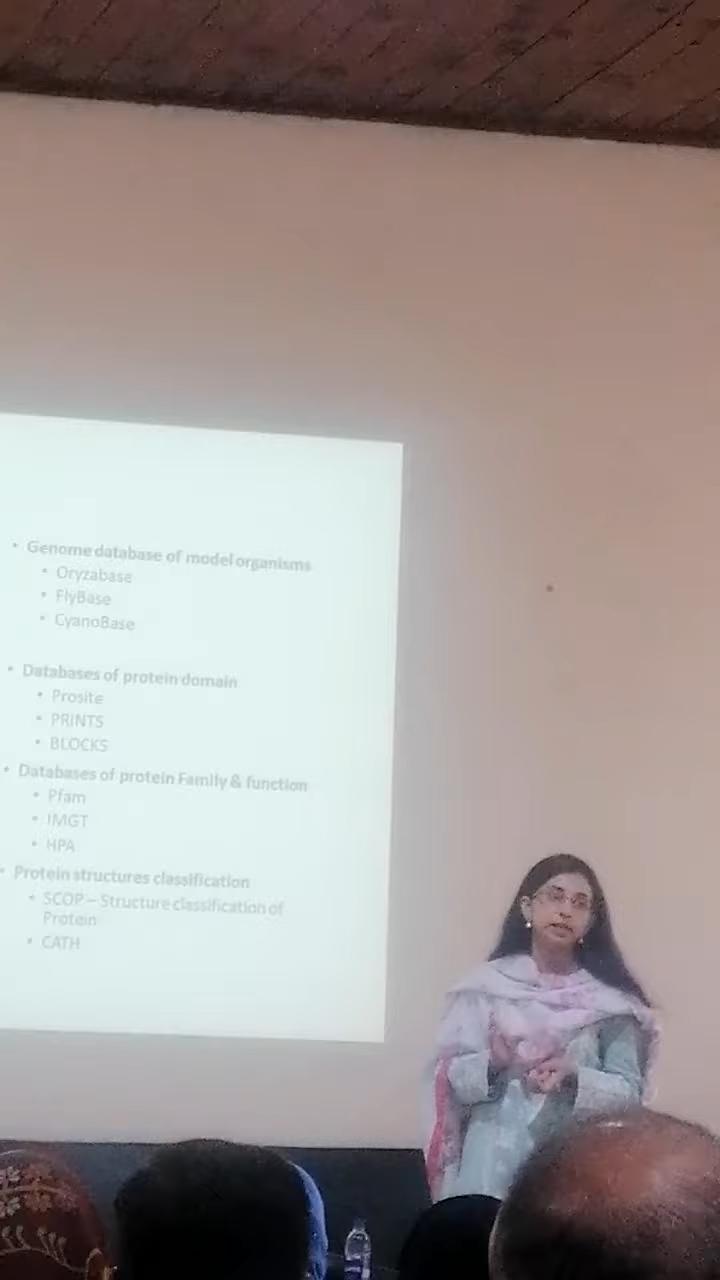 • Genome database of model organisms
• Oryzabase
• FlyBase
• CyanoBase
• Databases of protein domain
• Prosite
• PRINTS
• BLOCKS
• Databases of protein Family & function
• Pfam
• IMGT
• HPA
• Protein structures classification
• SCOP – Structure classification of
Protein
• CATH